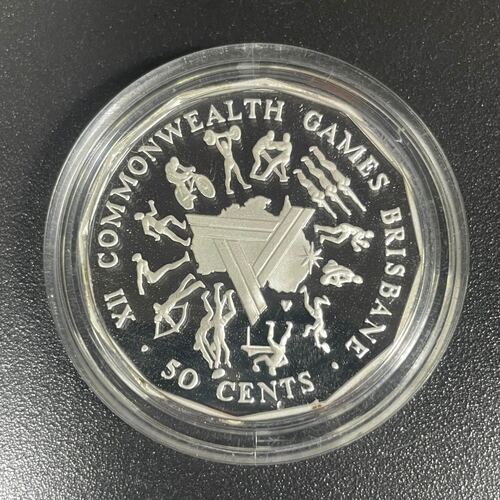 XII COMMONWEALTH GAMES BRISBANE
50 CENTS